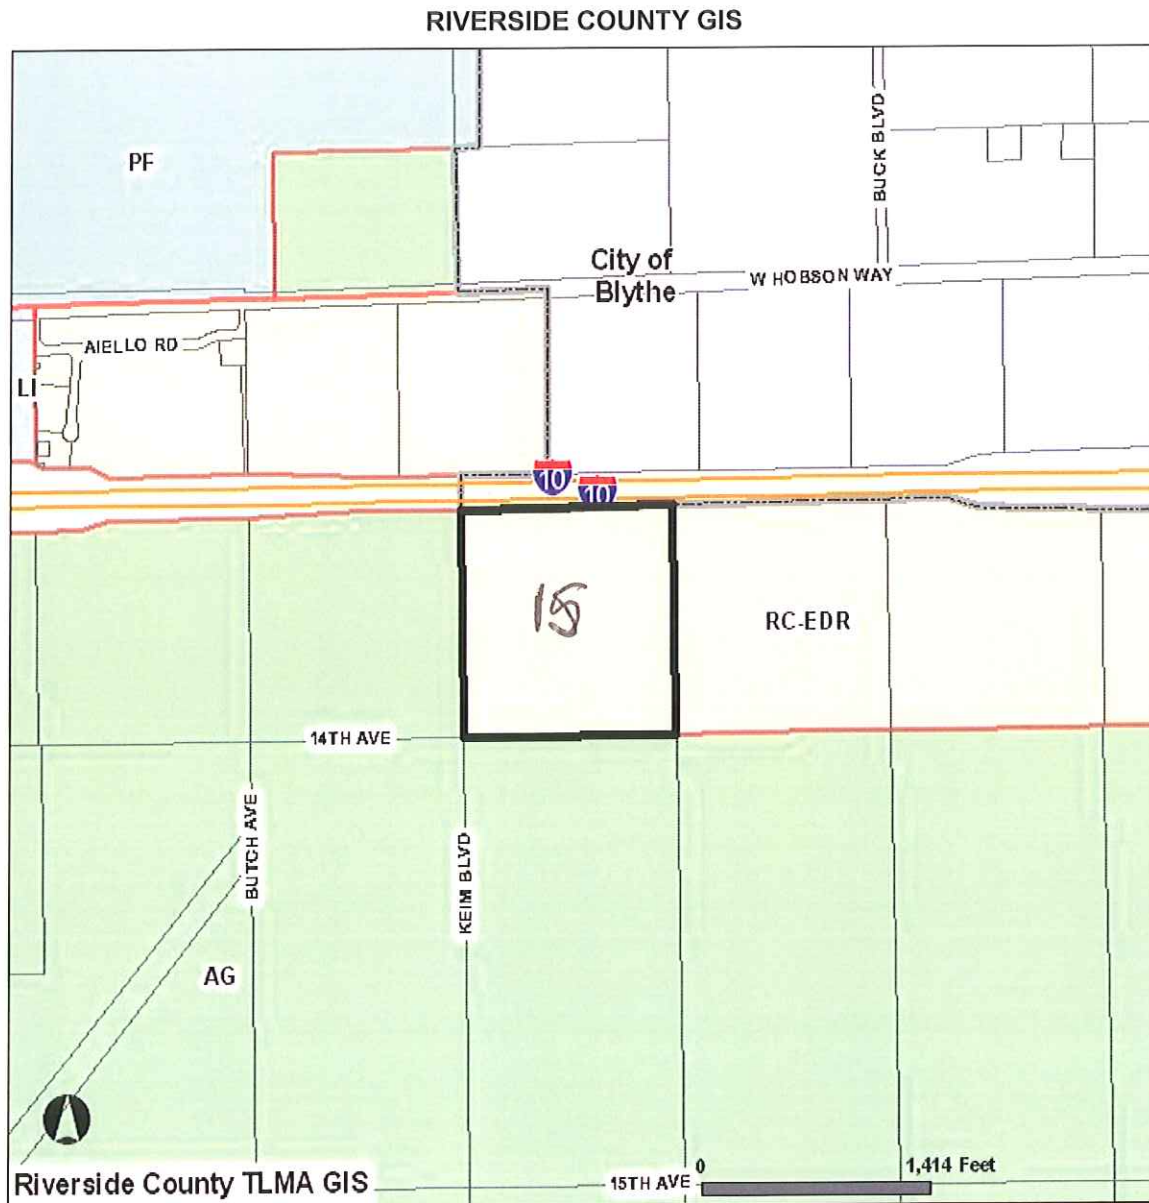 RIVERSIDE COUNTY GIS
PF
BUCK BLVD
City of
Blythe
W HOBSON WAY
AIELLO RD
LI
10
10
RC-EDR
14TH AVE
BUTCH AVE
KEIM BLVD
AG
0
1,414 Feet
Riverside County TLMA GIS
15TH AVE